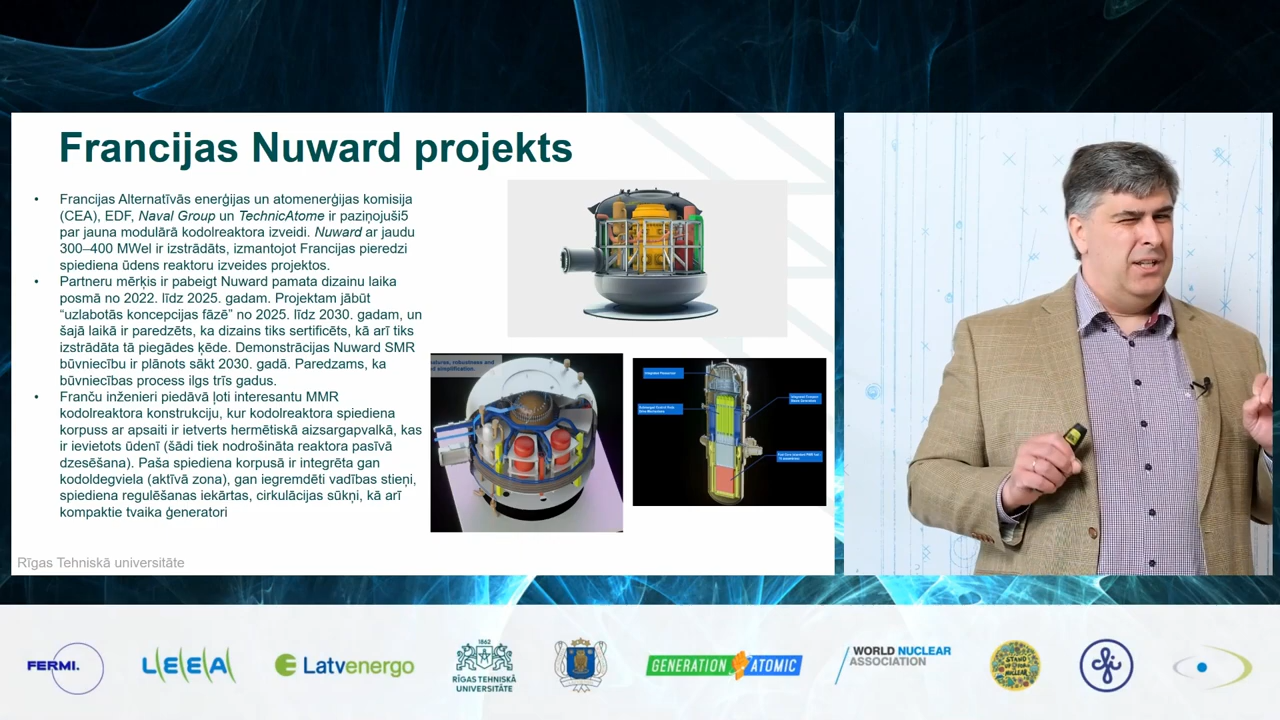 Francijas Nuward projekts
• Francijas Alternatīvās enerģijas un atomenerģijas komisija
(CEA), EDF, Naval Group un TechnicAtome ir paziņojuši5
par jauna modulārā kodolreaktora izveidi. Nuward ar jaudu
300–400 MWel ir izstrādāts, izmantojot Francijas pieredzi
spiediena ūdens reaktoru izveides projektos.
• Partneru mērķis ir pabeigt Nuward pamata dizainu laika
posmā no 2022. līdz 2025. gadam. Projektam jābūt
“uzlabotās koncepcijas fāzē” no 2025. līdz 2030. gadam, un
šajā laikā ir paredzēts, ka dizains tiks sertificēts, kā arī tiks
izstrādāta tā piegādes ķēde. Demonstrācijas Nuward SMR
būvniecību ir plānots sākt 2030. gadā. Paredzams, ka
būvniecības process ilgs trīs gadus.
• Franču inženieri piedāvā ļoti interesantu MMR
kodolreaktora konstrukciju, kur kodolreaktora spiediena
korpuss ar apsaiti ir ietverts hermētiskā aizsargapvalkā, kas
ir ievietots ūdenī (šādi tiek nodrošināta reaktora pasīvā
dzesēšana). Paša spiediena korpusā ir integrēta gan
kodoldegviela (aktīvā zona), gan iegremdēti vadības stieņi,
spiediena regulēšanas iekārtas, cirkulācijas sūkņi, kā arī
kompaktie tvaika ģeneratori
Rīgas Tehniskā universitāte
FERMI.
LEEA
Latvenergo
1862
RĪGAS TEHNISKĀ
UNIVERSITĀTE
GENERATION ATOMIC
WORLD NUCLEAR
ASSOCIATION
STAND
UP
NUCLEAR